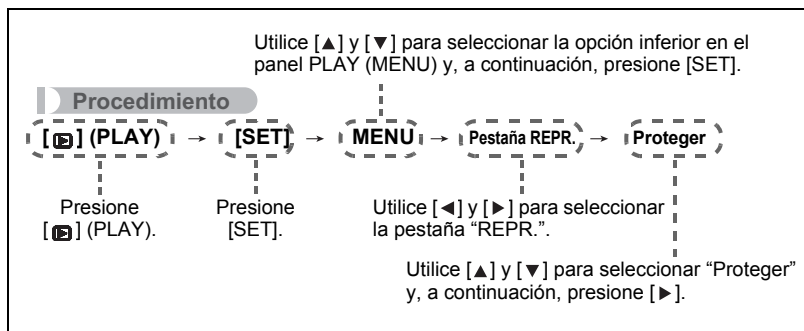 Utilice [▲] y [▼] para seleccionar la opción inferior en el
panel PLAY (MENU) y, a continuación, presione [SET].
Procedimiento
[▶] (PLAY) → [SET] → MENU → Pestaña REPR. → Proteger
Presione
[▶] (PLAY).
Presione
[SET].
Utilice [◀] y [▶] para seleccionar
la pestaña “REPR.”.
Utilice [▲] y [▼] para seleccionar “Proteger”
y, a continuación, presione [▶].